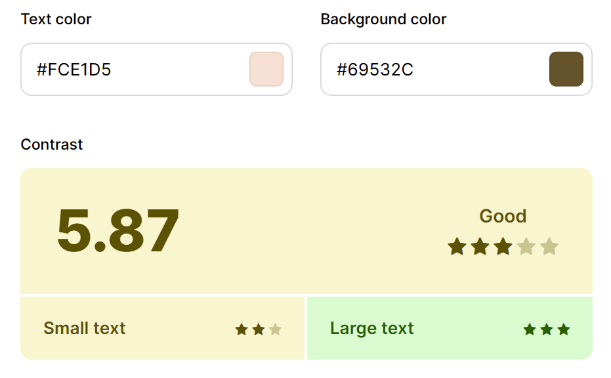 Text color
Background color
#FCE1D5
#69532C
Contrast
5.87
Good
Small text
Large text